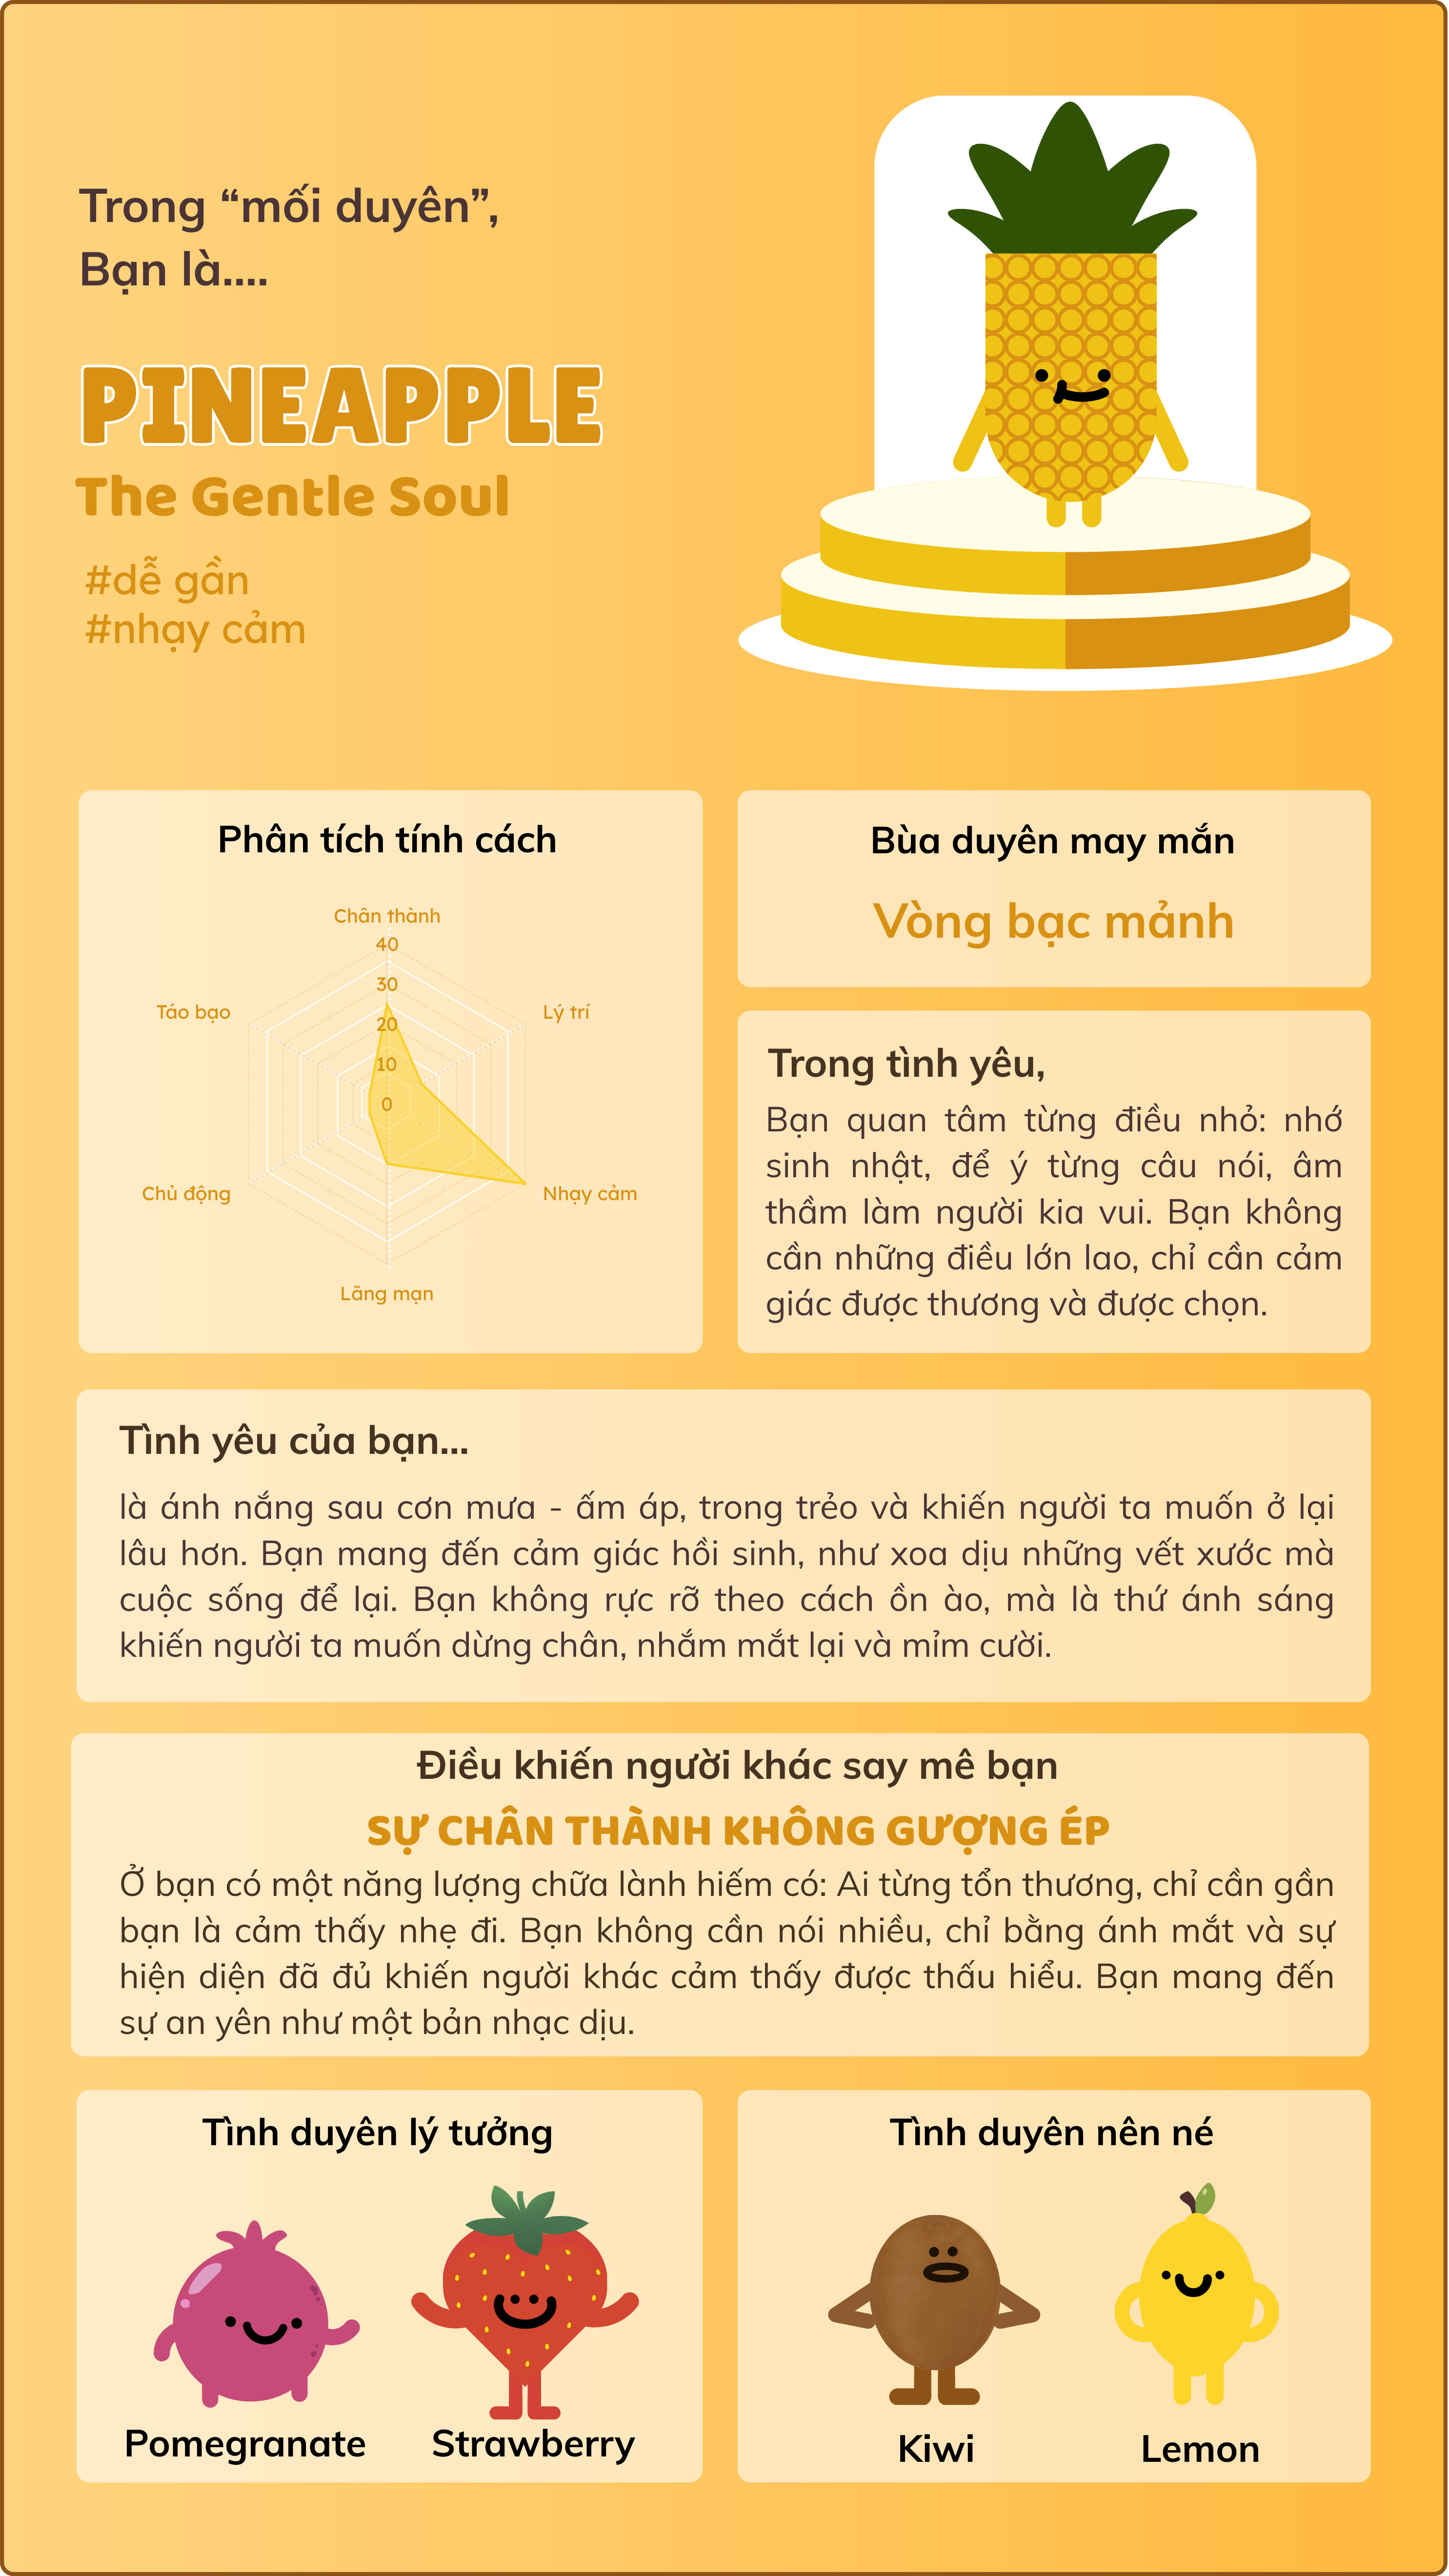 Trong “mối duyên”,
Bạn là....
PINEAPPLE
The Gentle Soul
#dễ gần
#nhạy cảm
Phân tích tính cách
Chân thành
40
30
20
10
0
Táo bạo
Lý trí
Chủ động
Nhạy cảm
Lãng mạn
Bùa duyên may mắn
Vòng bạc mảnh
Trong tình yêu,
Bạn quan tâm từng điều nhỏ: nhớ
sinh nhật, để ý từng câu nói, âm
thầm làm người kia vui. Bạn không
cần những điều lớn lao, chỉ cần cảm
giác được thương và được chọn.
Tình yêu của bạn...
là ánh nắng sau cơn mưa - ấm áp, trong trẻo và khiến người ta muốn ở lại
lâu hơn. Bạn mang đến cảm giác hồi sinh, như xoa dịu những vết xước mà
cuộc sống để lại. Bạn không rực rỡ theo cách ồn ào, mà là thứ ánh sáng
khiến người ta muốn dừng chân, nhắm mắt lại và mỉm cười.
Điều khiến người khác say mê bạn
SỰ CHÂN THÀNH KHÔNG GƯỢNG ÉP
Ở bạn có một năng lượng chữa lành hiếm có: Ai từng tổn thương, chỉ cần gần
bạn là cảm thấy nhẹ đi. Bạn không cần nói nhiều, chỉ bằng ánh mắt và sự
hiện diện đã đủ khiến người khác cảm thấy được thấu hiểu. Bạn mang đến
sự an yên như một bản nhạc dịu.
Tình duyên lý tưởng
Pomegranate
Strawberry
Tình duyên nên né
Kiwi
Lemon